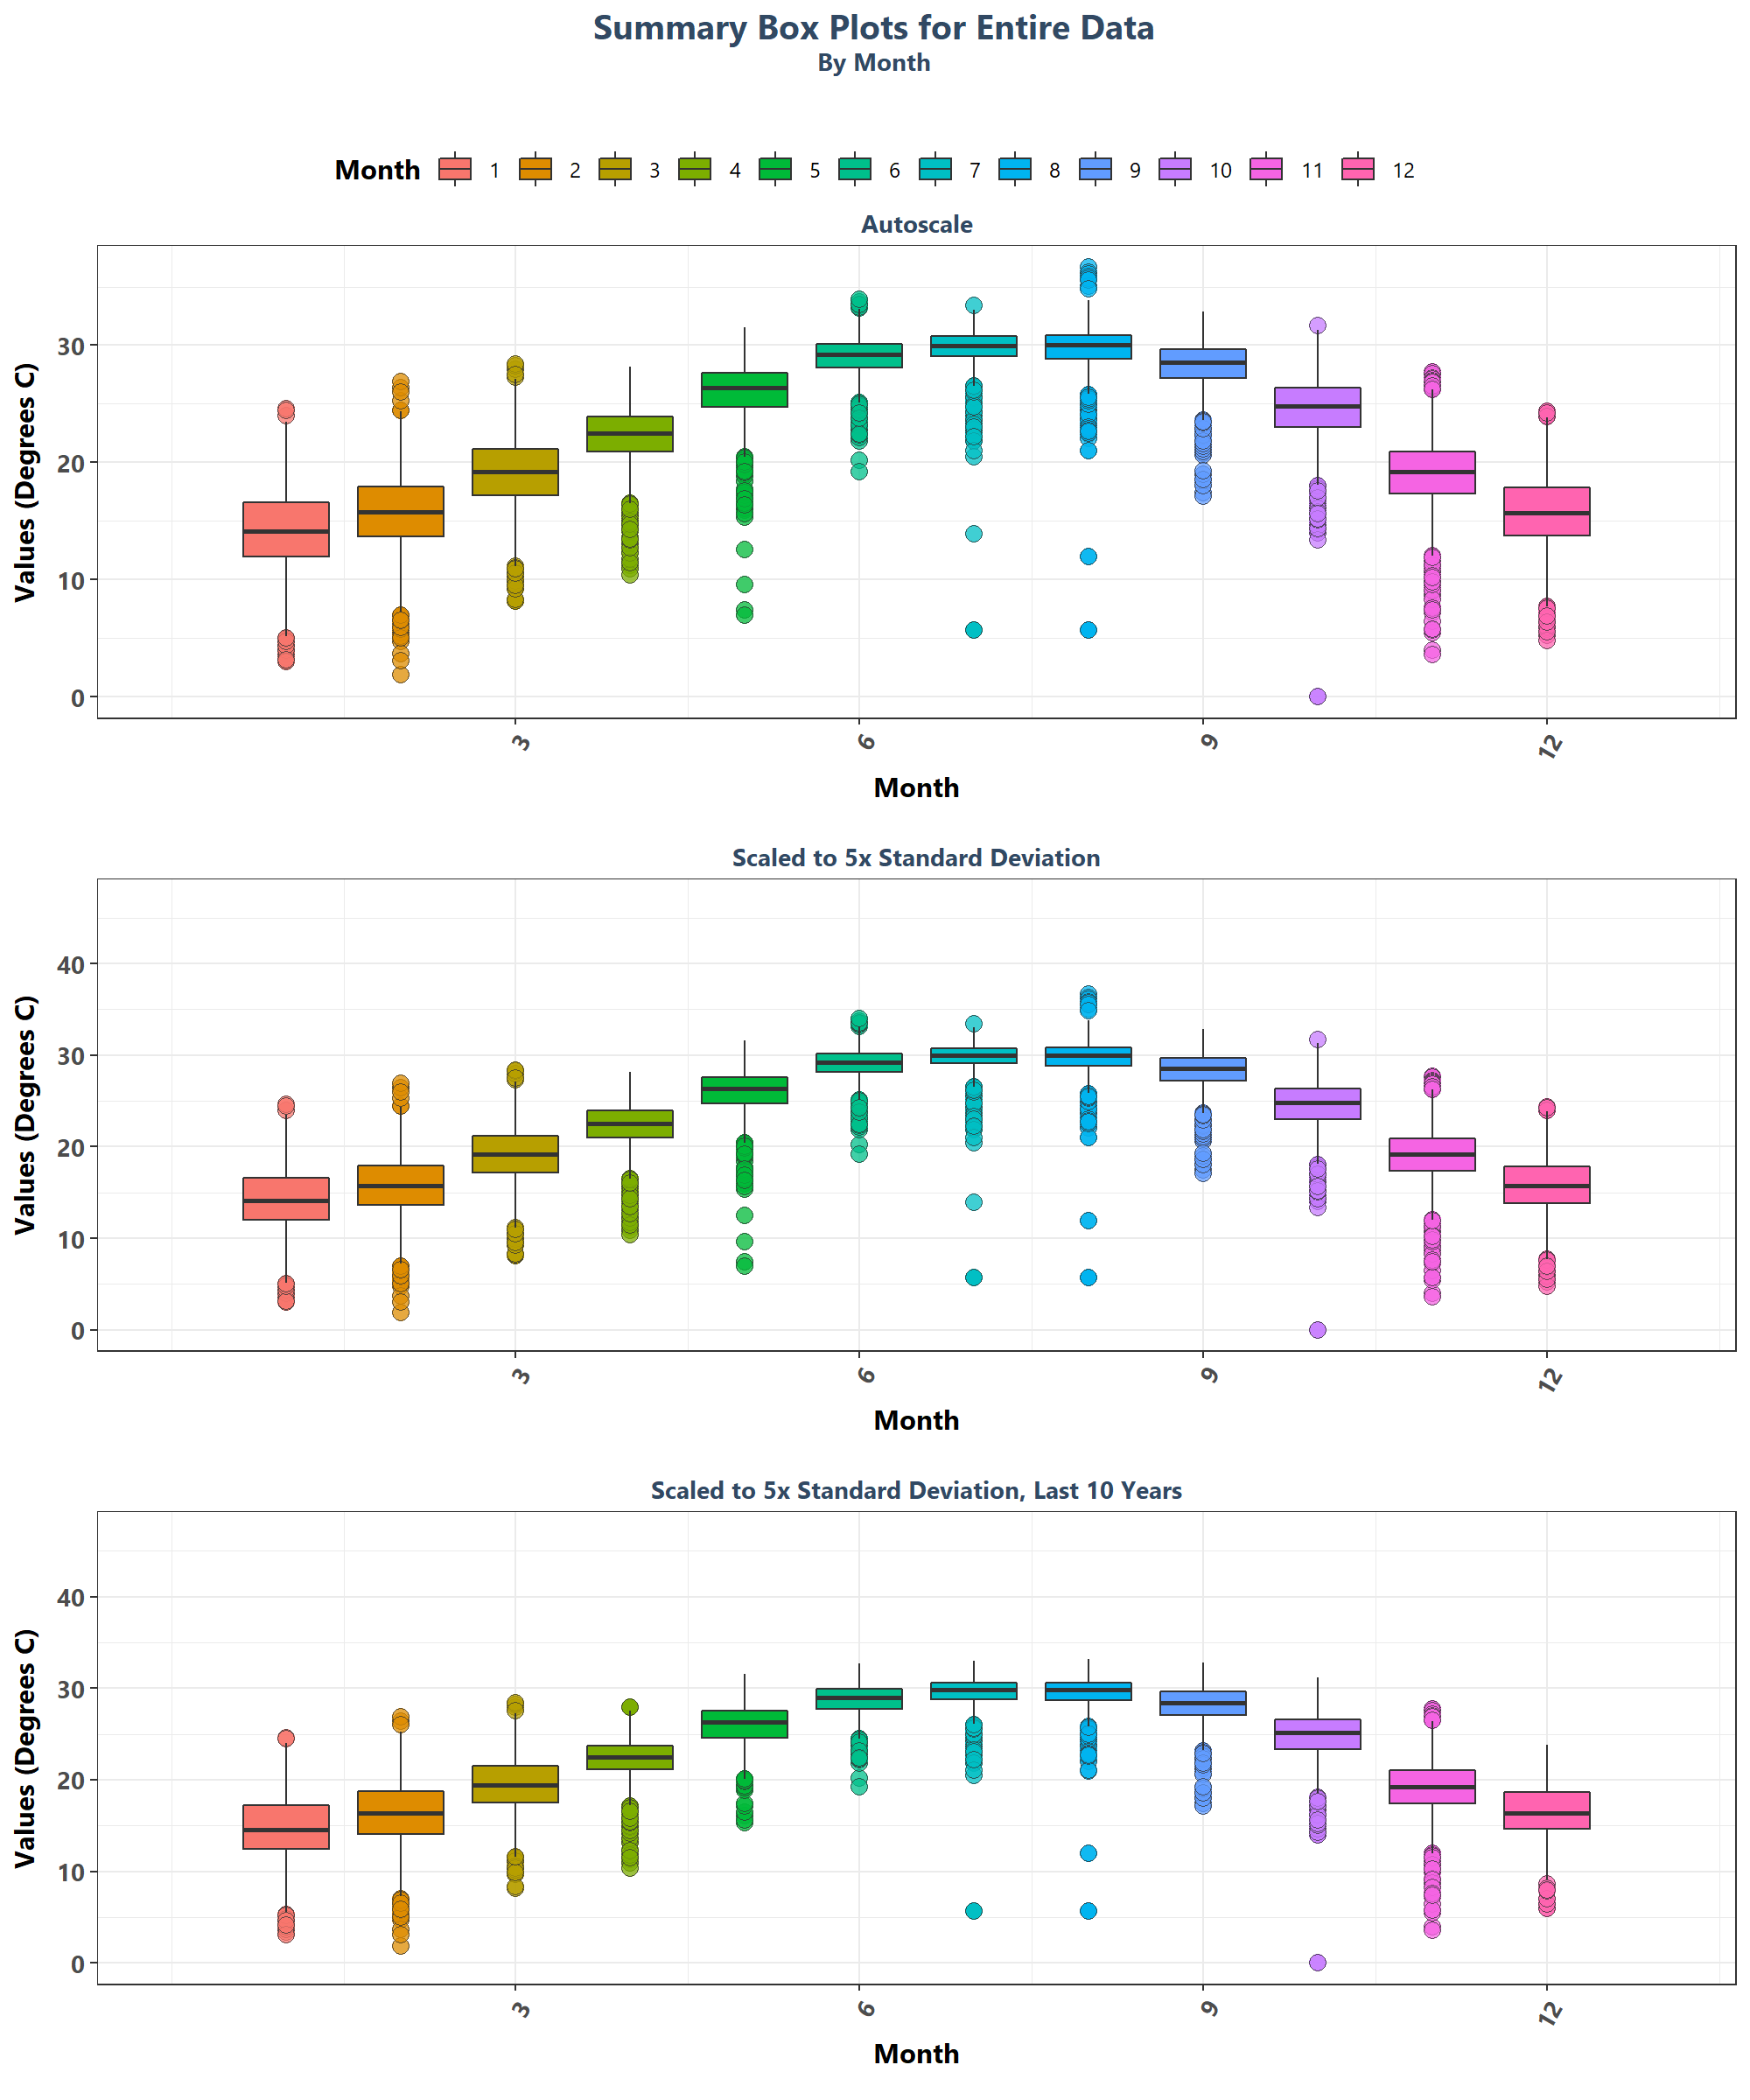 Summary Box Plots for Entire Data
By Month
Month 1 2 3 4 5 6 7 8 9 10 11 12
Autoscale
Values (Degrees C)
30
20
10
0
3 6 9 12
Month
Scaled to 5x Standard Deviation
Values (Degrees C)
40
30
20
10
0
3 6 9 12
Month
Scaled to 5x Standard Deviation, Last 10 Years
Values (Degrees C)
40
30
20
10
0
3 6 9 12
Month